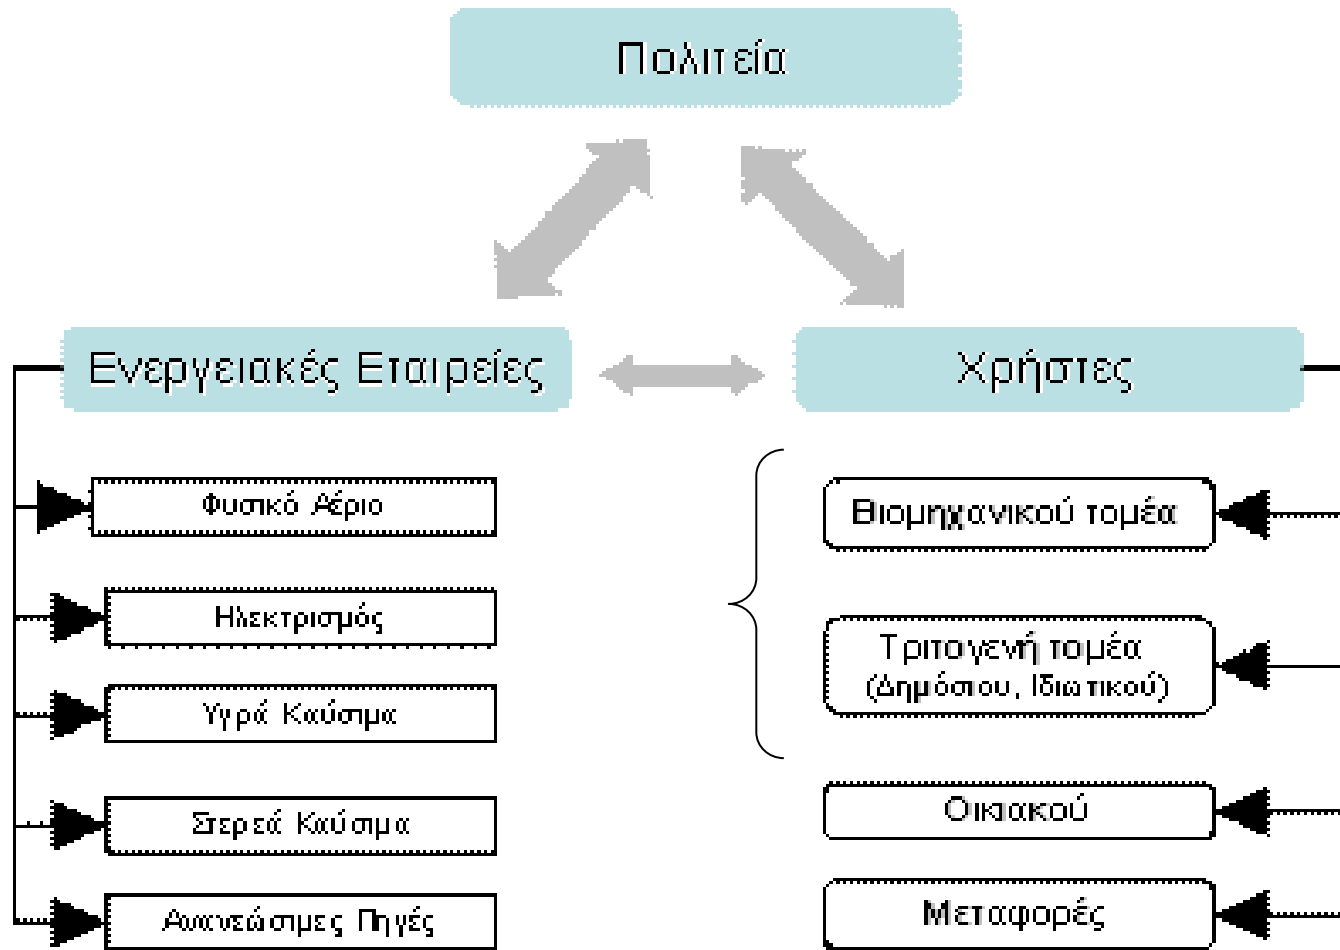 Πολιτεία
Ενεργειακές Εταιρείες
Χρήστες
Φυσικό Αέριο
Ηλεκτρισμός
Υγρά Καύσιμα
Στερεά Καύσιμα
Ανανεώσιμες Πηγές
Βιομηχανικού τομέα
Τριτογενή τομέα
(Δημόσιου, Ιδιωτικού)
Οικιακού
Μεταφορές